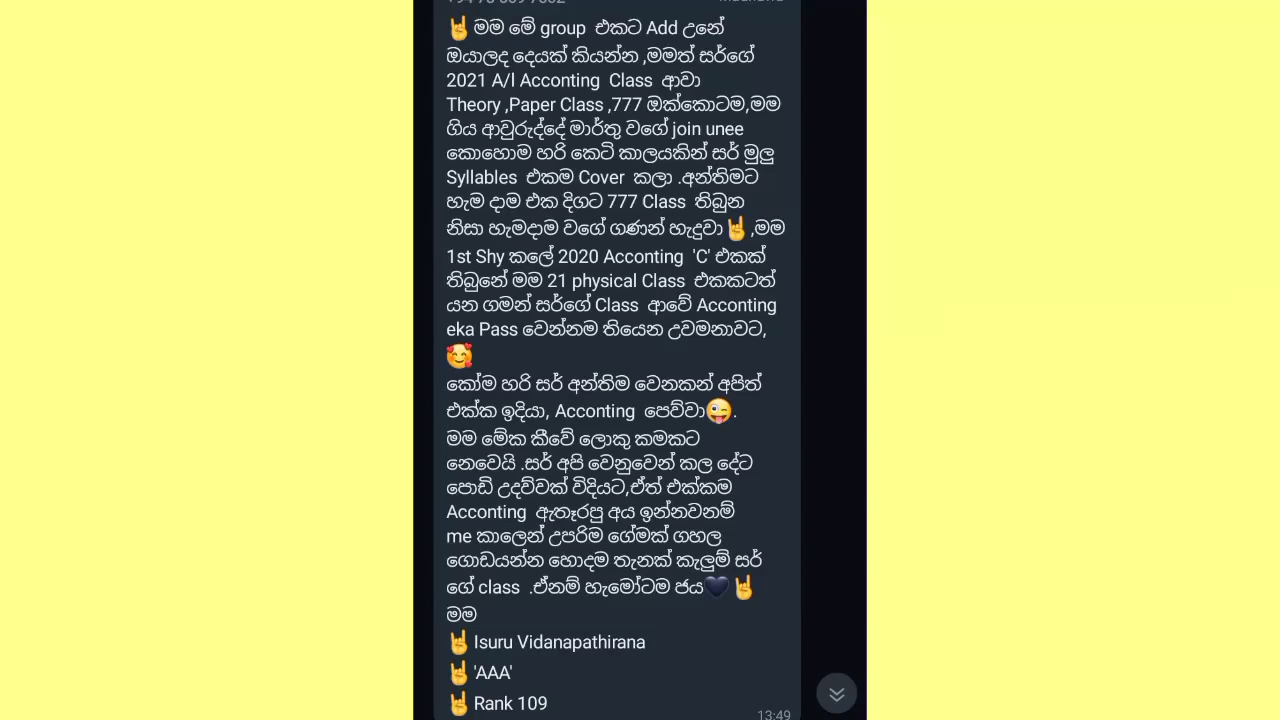 🤘මම මේ group එකට Add උනේ
ඔයාලද දෙයක් කියන්න ,මමත් සර්ගේ
2021 A/l Acconting Class ආවා
Theory ,Paper Class ,777 ඔක්කොටම,මම
ගිය ආවුරුද්දේ මාර්තු වගේ join unee
කොහොම හරි කෙටි කාලයකින් සර් මුලු
Syllables එකම Cover කලා .අන්තිමට
හැම දාම එක දිගට 777 Class තිබුන
නිසා හැමදාම වගේ ගණන් හැදුවා🤘,මම
1st Shy කලේ 2020 Acconting 'C' එකක්
තිබුනේ මම 21 physical Class එකකටත්
යන ගමන් සර්ගේ Class ආවේ Acconting
eka Pass වෙන්නම තියෙන උවමනාවට,
🥰
කෝම හරි සර් අන්තිම වෙනකන් අපිත්
එක්ක ඉදියා, Acconting පෙව්වා😜.
මම මේක කීවේ ලොකු කමකට
නෙවෙයි .සර් අපි වෙනුවෙන් කල දේට
පොඩි උදව්වක් විදියට,ඒත් එක්කම
Acconting ඇතෑරපු අය ඉන්නවනම්
me කාලෙන් උපරිම ගේමක් ගහල
ගොඩයන්න හොදම තැනක් කැලුම් සර්
ගේ class .ඒනම් හැමෝටම ජය🖤🤘
මම
🤘Isuru Vidanapathirana
🤘'AAA'
🤘Rank 109
13:49